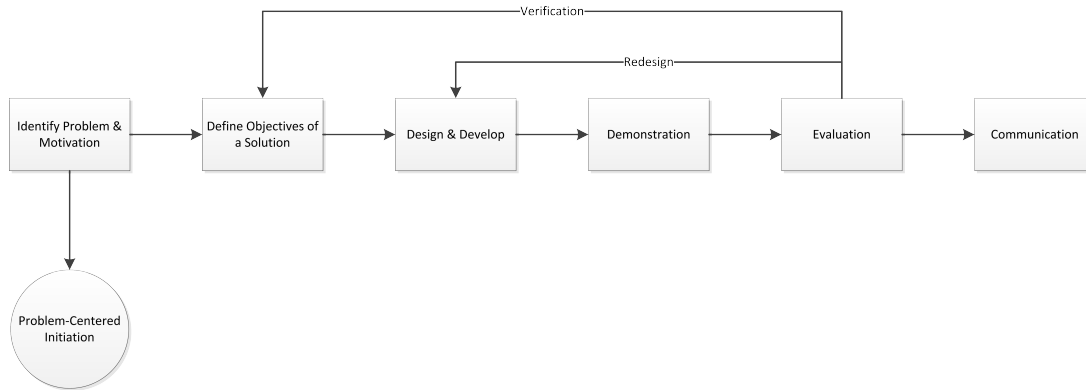 Verification
Redesign
Identify Problem &
Motivation
Define Objectives of
a Solution
Design & Develop
Demonstration
Evaluation
Communication
Problem-Centered
Initiation